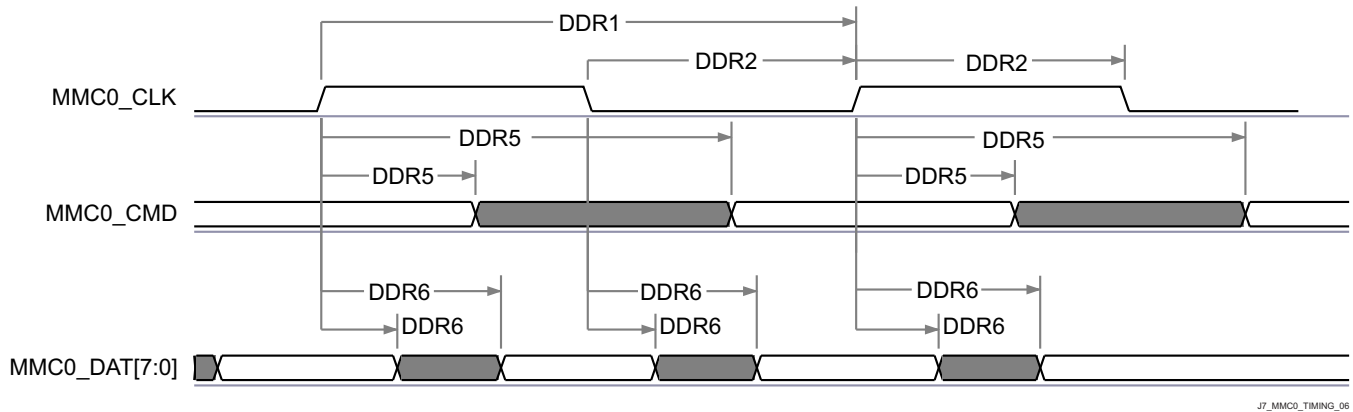 DDR1
DDR2 DDR2
MMC0_CLK
DDR5 DDR5
DDR5 DDR5
MMC0_CMD
DDR6 DDR6 DDR6
DDR6 DDR6 DDR6
MMC0_DAT[7:0]
J7_MMC0_TIMING_06